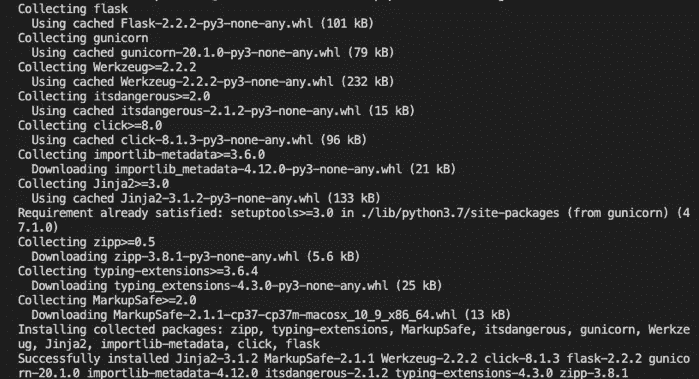 Collecting flask
Using cached Flask-2.2.2-py3-none-any.whl (101 kB)
Collecting gunicorn
Using cached gunicorn-20.1.0-py3-none-any.whl (79 kB)
Collecting Werkzeug>=2.2.2
Using cached Werkzeug-2.2.2-py3-none-any.whl (232 kB)
Collecting itsdangerous>=2.0
Using cached itsdangerous-2.1.2-py3-none-any.whl (15 kB)
Collecting click>=8.0
Using cached click-8.1.3-py3-none-any.whl (96 kB)
Collecting importlib-metadata>=3.6.0
Downloading importlib_metadata-4.12.0-py3-none-any.whl (21 kB)
Collecting Jinja2>=3.0
Using cached Jinja2-3.1.2-py3-none-any.whl (133 kB)
Requirement already satisfied: setuptools>=3.0 in ./lib/python3.7/site-packages (from gunicorn) (4
7.1.0)
Collecting zipp>=0.5
Downloading zipp-3.8.1-py3-none-any.whl (5.6 kB)
Collecting typing-extensions>=3.6.4
Downloading typing_extensions-4.3.0-py3-none-any.whl (25 kB)
Collecting MarkupSafe>=2.0
Downloading MarkupSafe-2.1.1-cp37-cp37m-macosx_10_9_x86_64.whl (13 kB)
Installing collected packages: zipp, typing-extensions, MarkupSafe, itsdangerous, gunicorn, Werkze
ug, Jinja2, importlib-metadata, click, flask
Successfully installed Jinja2-3.1.2 MarkupSafe-2.1.1 Werkzeug-2.2.2 click-8.1.3 flask-2.2.2 gunico
rn-20.1.0 importlib-metadata-4.12.0 itsdangerous-2.1.2 typing-extensions-4.3.0 zipp-3.8.1